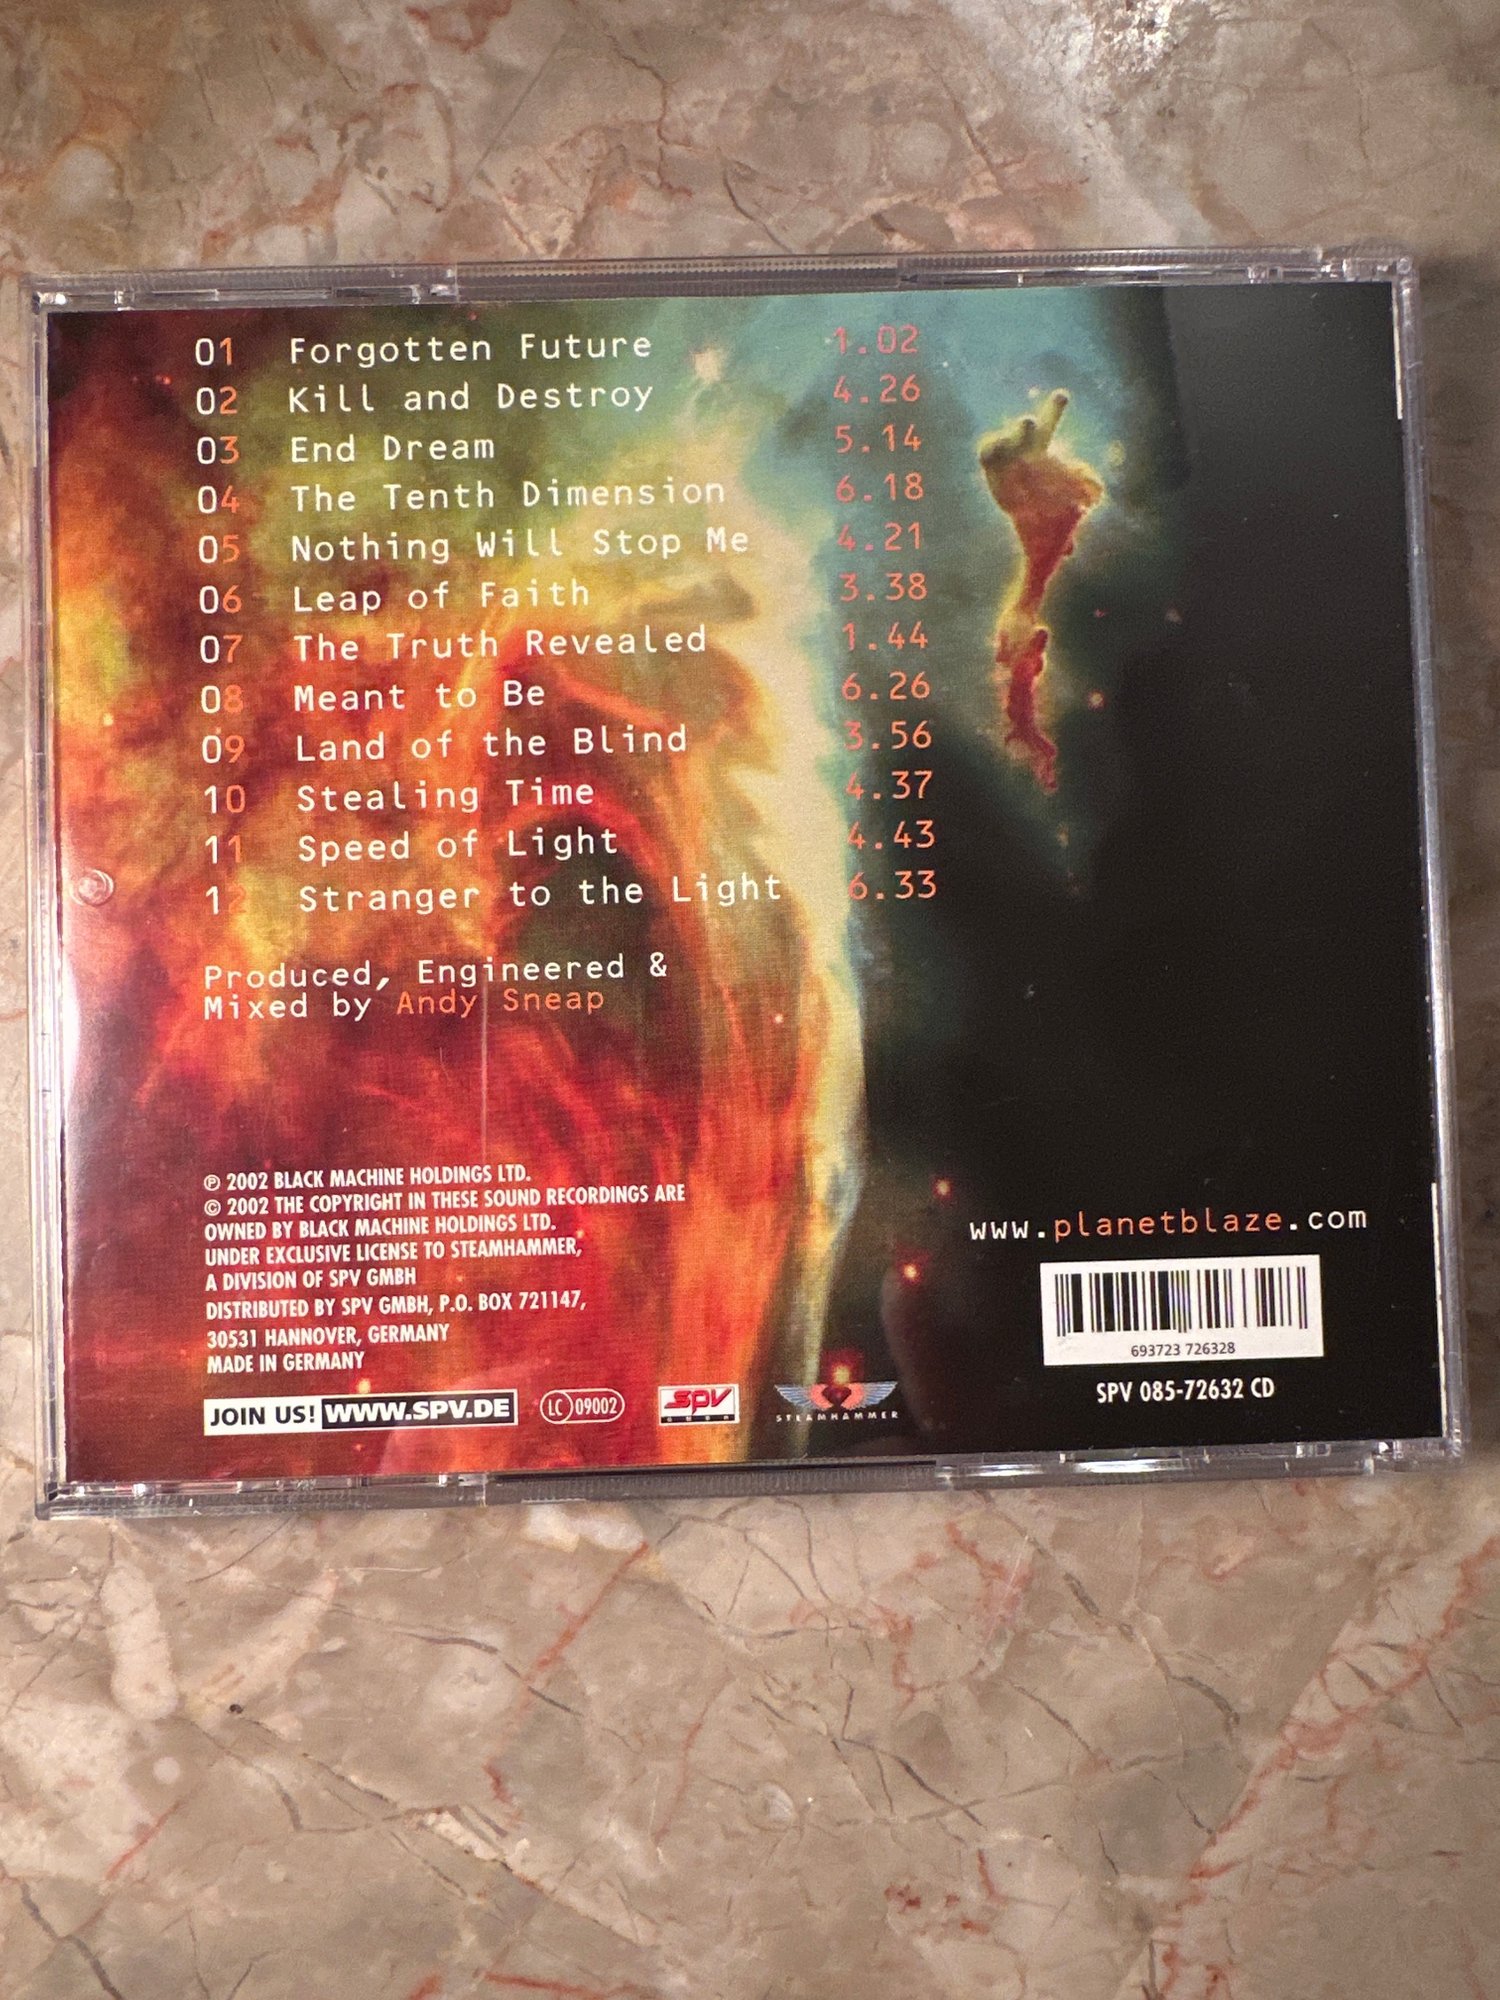 01 Forgotten Future 1.02
02 Kill and Destroy 4.26
03 End Dream 5.14
04 The Tenth Dimension 6.18
05 Nothing Will Stop Me 4.21
06 Leap of Faith 3.38
07 The Truth Revealed 1.44
08 Meant to Be 6.26
09 Land of the Blind 3.56
10 Stealing Time 4.37
11 Speed of Light 4.43
12 Stranger to the Light 6.33
Produced, Engineered &
Mixed by Andy Sneap
℗ 2002 BLACK MACHINE HOLDINGS LTD.
© 2002 THE COPYRIGHT IN THESE SOUND RECORDINGS ARE
OWNED BY BLACK MACHINE HOLDINGS LTD.
UNDER EXCLUSIVE LICENSE TO STEAMHAMMER,
A DIVISION OF SPV GMBH
DISTRIBUTED BY SPV GMBH, P.O. BOX 721147,
30531 HANNOVER, GERMANY
MADE IN GERMANY
JOIN US! WWW.SPV.DE
LC 09002
SPV
GMBH
STEAMHAMMER
www.planetblaze.com
693723 726328
SPV 085-72632 CD